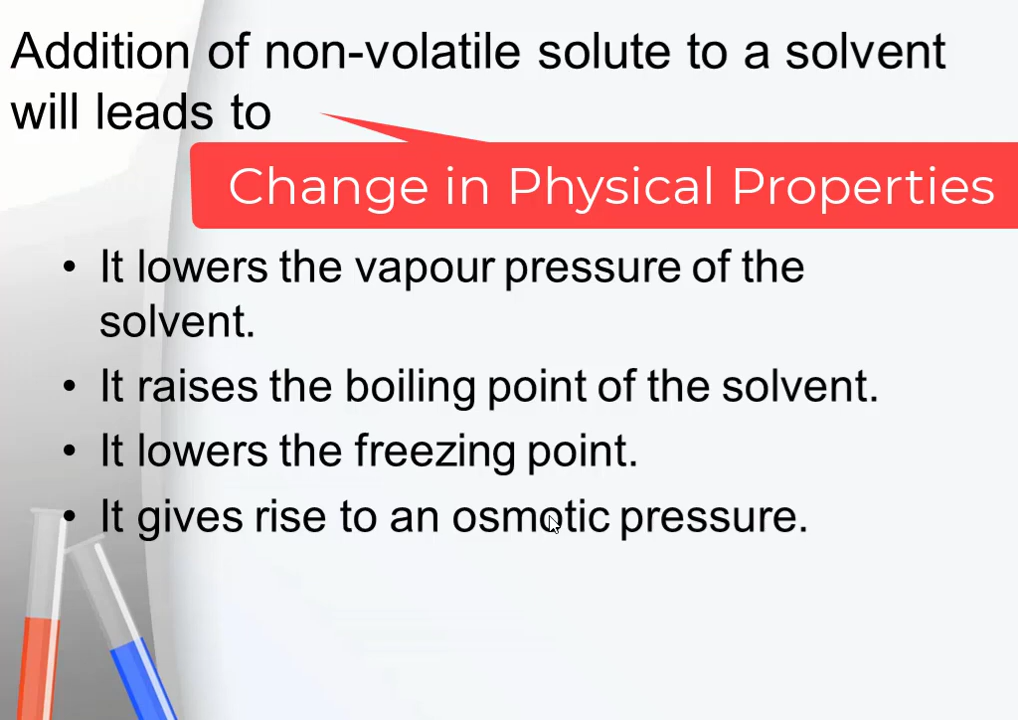 Addition of non-volatile solute to a solvent
will leads to
Change in Physical Properties
• It lowers the vapour pressure of the
solvent.
• It raises the boiling point of the solvent.
• It lowers the freezing point.
• It gives rise to an osmotic pressure.